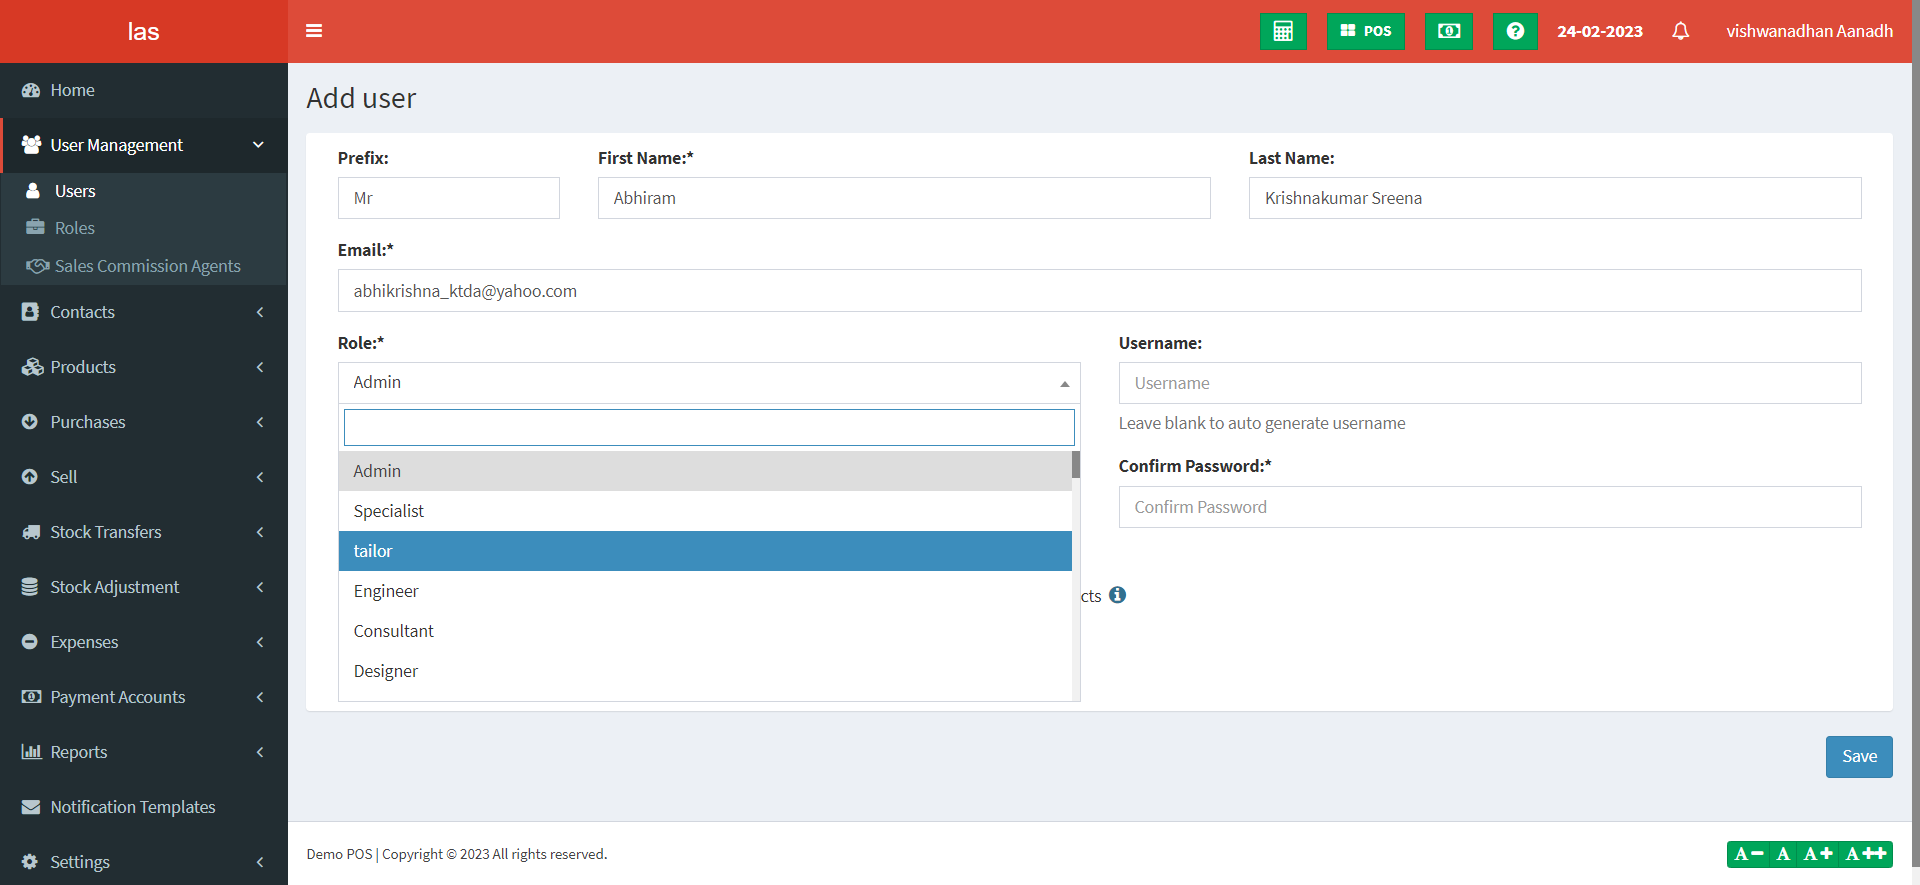 las
POS
24-02-2023
vishwanadhan Aanadh
Home
User Management
Users
Roles
Sales Commission Agents
Contacts
Products
Purchases
Sell
Stock Transfers
Stock Adjustment
Expenses
Payment Accounts
Reports
Notification Templates
Settings
Add user
Prefix:
First Name:*
Last Name:
Mr
Abhiram
Krishnakumar Sreena
Email:*
abhikrishna_ktda@yahoo.com
Role:*
Username:
Admin
Username
Leave blank to auto generate username
Admin
Specialist
tailor
Engineer
Consultant
Designer
Confirm Password:*
Confirm Password
cts
Save
Demo POS | Copyright © 2023 All rights reserved.
A- A A+ A++